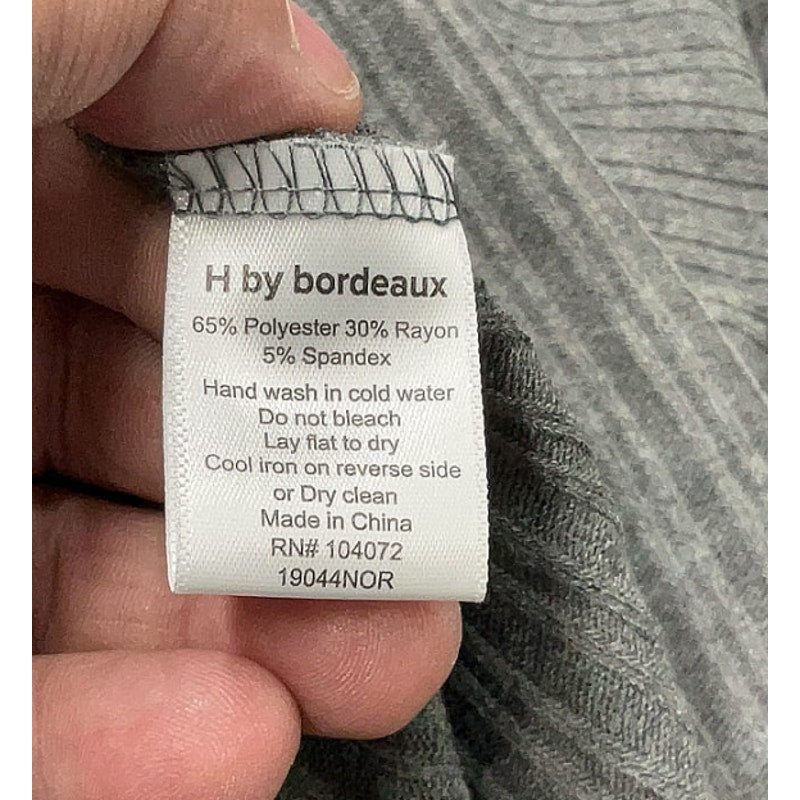 H by bordeaux
65% Polyester 30% Rayon
5% Spandex
Hand wash in cold water
Do not bleach
Lay flat to dry
Cool iron on reverse side
or Dry clean
Made in China
RN# 104072
19044NOR